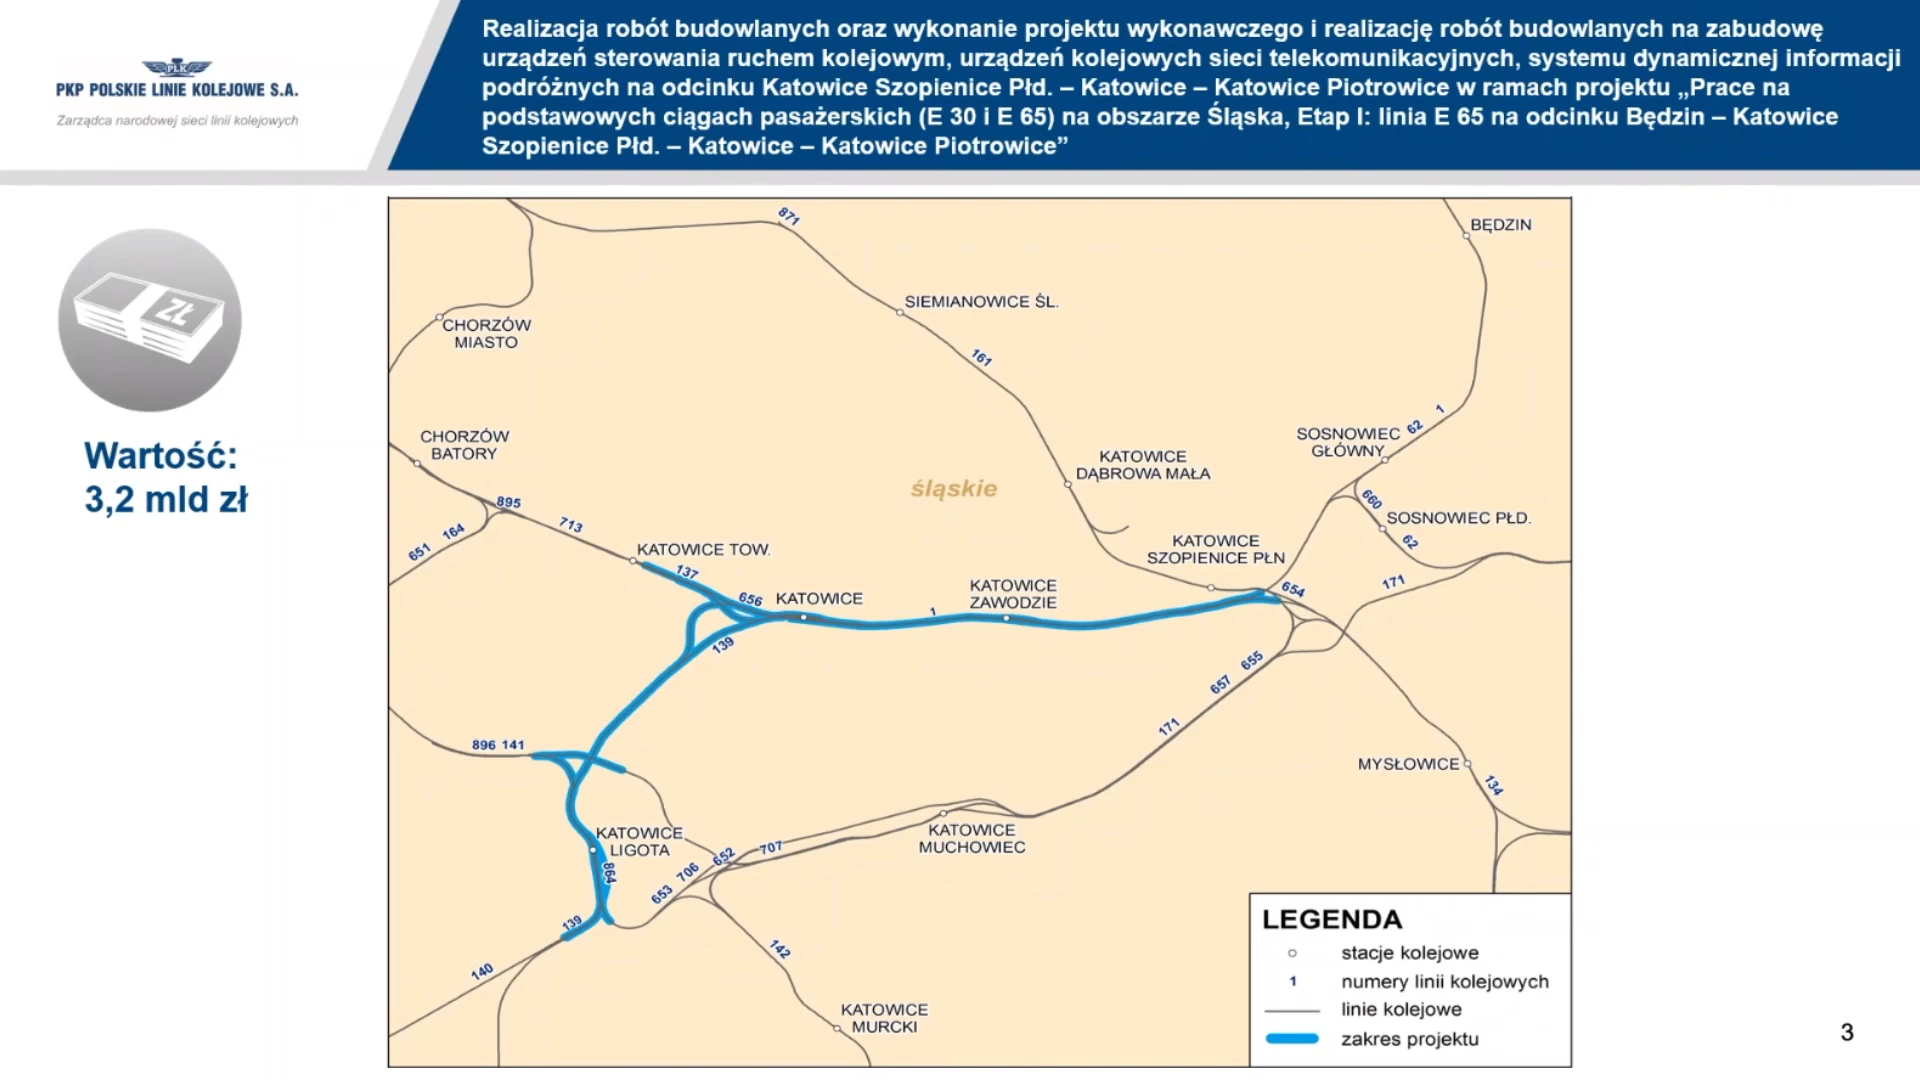 Realizacja robót budowlanych oraz wykonanie projektu wykonawczego i realizację robót budowlanych na zabudowę
urządzeń sterowania ruchem kolejowym, urządzeń kolejowych sieci telekomunikacyjnych, systemu dynamicznej informacji
podróżnych na odcinku Katowice Szopienice Płd. – Katowice – Katowice Piotrowice w ramach projektu „Prace na
podstawowych ciągach pasażerskich (E 30 i E 65) na obszarze Śląska, Etap I: linia E 65 na odcinku Będzin – Katowice
Szopienice Płd. – Katowice – Katowice Piotrowice”
PLK
PKP POLSKIE LINIE KOLEJOWE S.A.
Zarządca narodowej sieci linii kolejowych
ZŁ
Wartość:
3,2 mld zł
871
BĘDZIN
SIEMIANOWICE ŚL.
CHORZÓW
MIASTO
161
1
62
CHORZÓW
BATORY
SOSNOWIEC
GŁÓWNY
KATOWICE
DĄBROWA MAŁA
śląskie
895
713
660
SOSNOWIEC PŁD.
164
651
62
KATOWICE
SZOPIENICE PŁN
KATOWICE TOW.
137
171
654
656
KATOWICE
KATOWICE
ZAWODZIE
1
139
655
657
171
896 141
MYSŁOWICE
134
KATOWICE
LIGOTA
864
KATOWICE
MUCHOWIEC
707
652
706
653
139
142
140
KATOWICE
MURCKI
LEGENDA
stacje kolejowe
1 numery linii kolejowych
linie kolejowe
zakres projektu
3